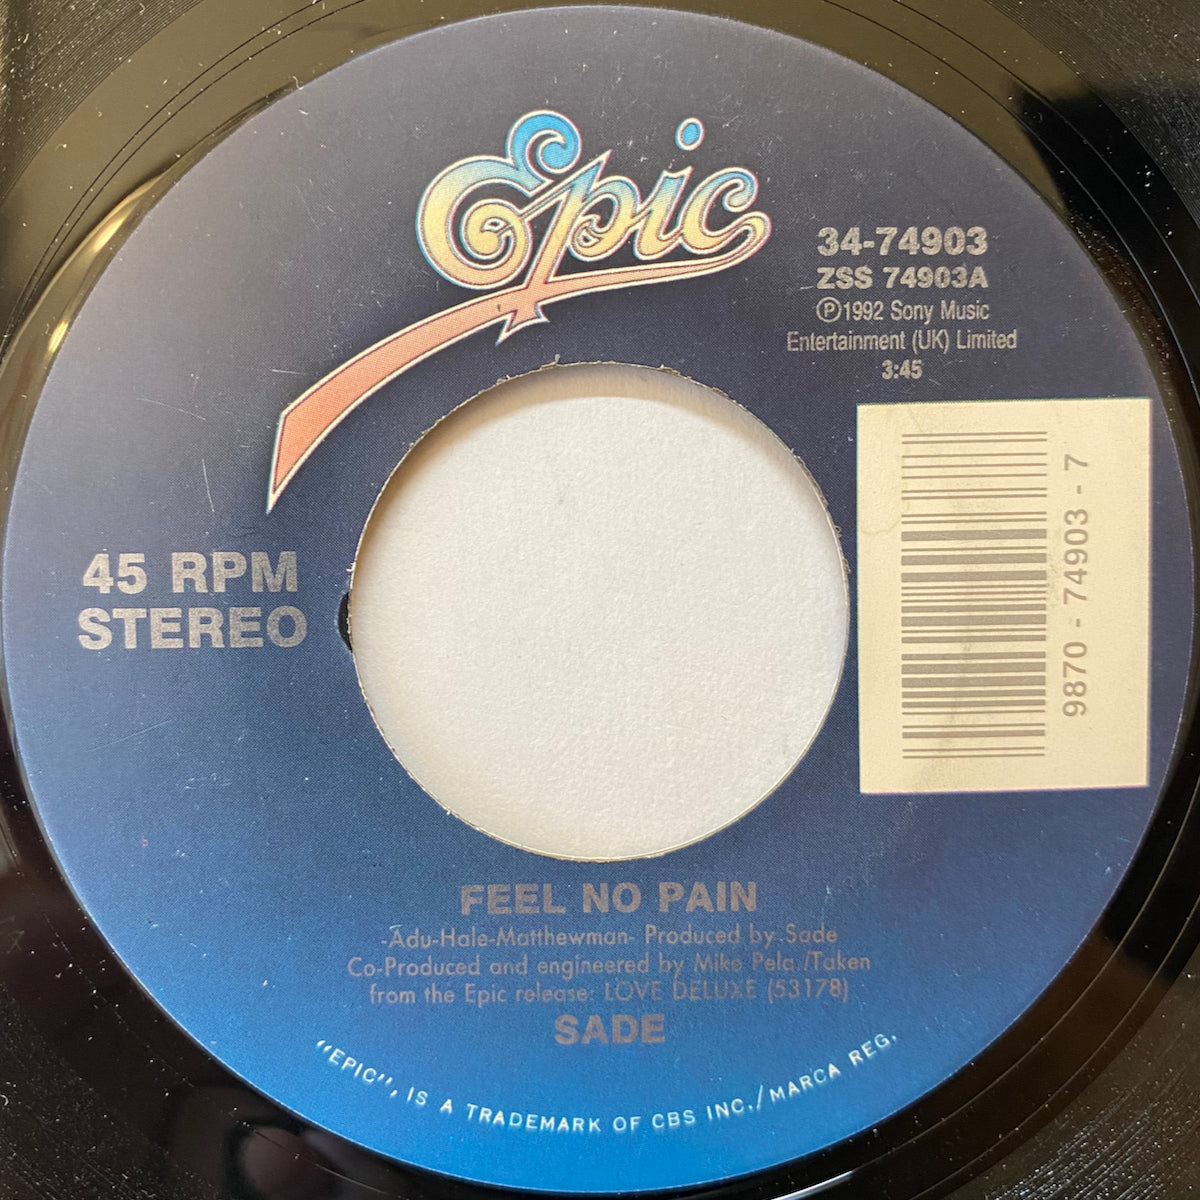 Epic
34-74903
ZSS 74903A
Ⓟ1992 Sony Music
Entertainment (UK) Limited
3:45
9870 - 74903 - 7
45 RPM
STEREO
FEEL NO PAIN
-Adu-Hale-Matthewman- Produced by Sade
Co-Produced and engineered by Mike Pela./Taken
from the Epic release: LOVE DELUXE (53178)
SADE
"EPIC", IS A TRADEMARK OF CBS INC./MARCA REG.